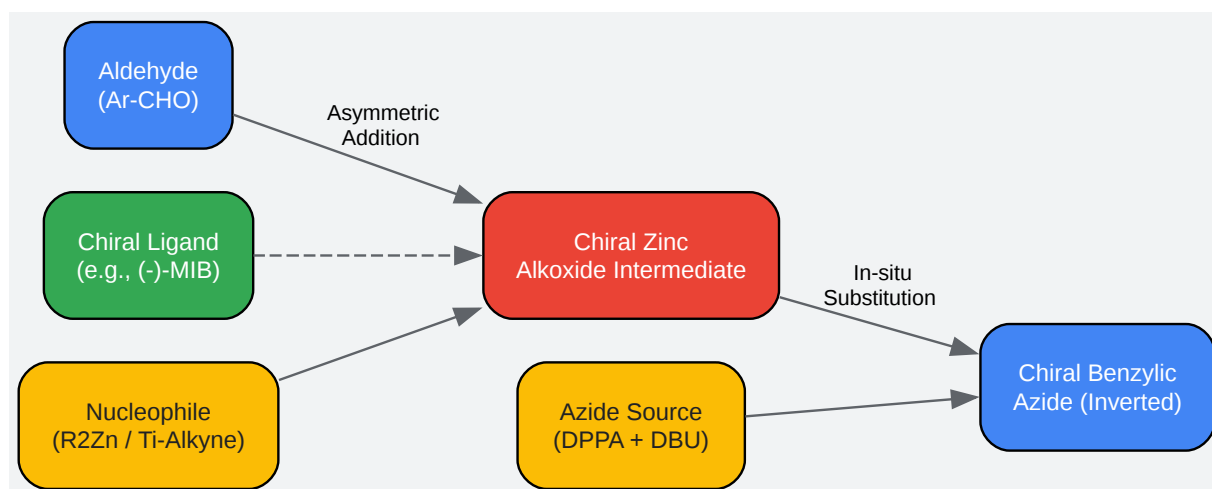 Aldehyde
(Ar-CHO)
Asymmetric
Addition
Chiral Ligand
(e.g., (-)-MIB)
Chiral Zinc
Alkoxide Intermediate
In-situ
Substitution
Nucleophile
(R2Zn / Ti-Alkyne)
Azide Source
(DPPA + DBU)
Chiral Benzylic
Azide (Inverted)